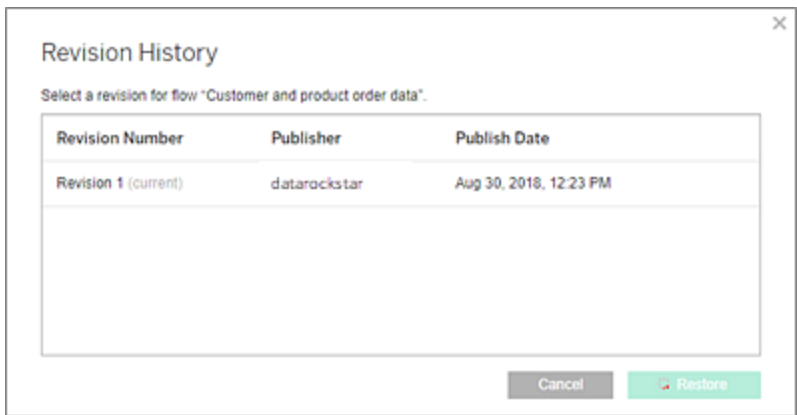 Revision History
Select a revision for flow “Customer and product order data”.
Revision Number Publisher Publish Date
Revision 1 (current) datarockstar Aug 30, 2018, 12:23 PM
Cancel Restore